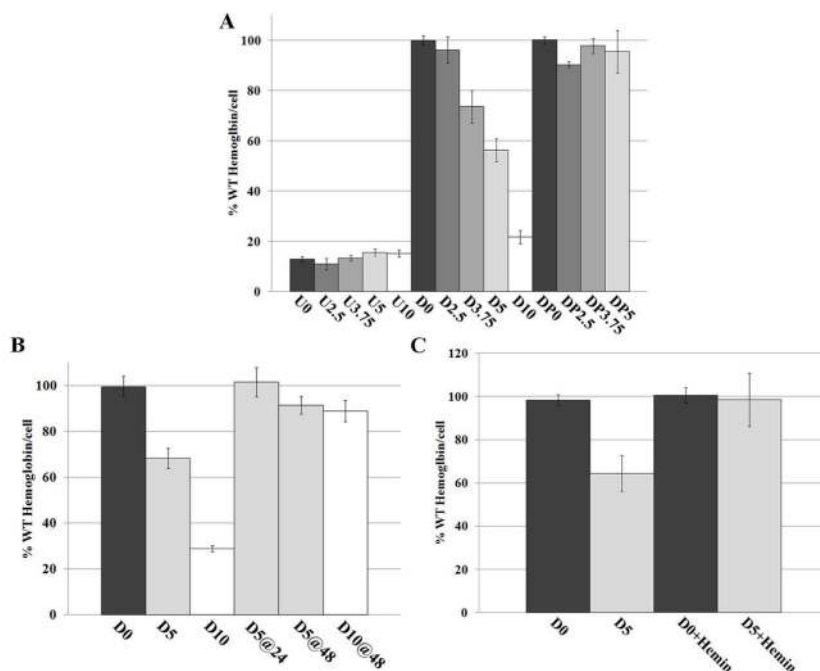 A
% WT Hemoglbin/cell
120
100
80
60
40
20
0
U0 U2.5 U3.75 U5 U10 D0 D2.5 D3.75 D5 D10 DP0 DP2.5 DP3.75 DP5
B
% WT Hemoglobin/cell
100
80
60
40
20
0
D0 D5 D10 D5@24 D5@48 D10@48
C
% WT Hemoglbin/cell
120
100
80
60
40
20
0
D0 D5 D0+Hemin D5+Hemin